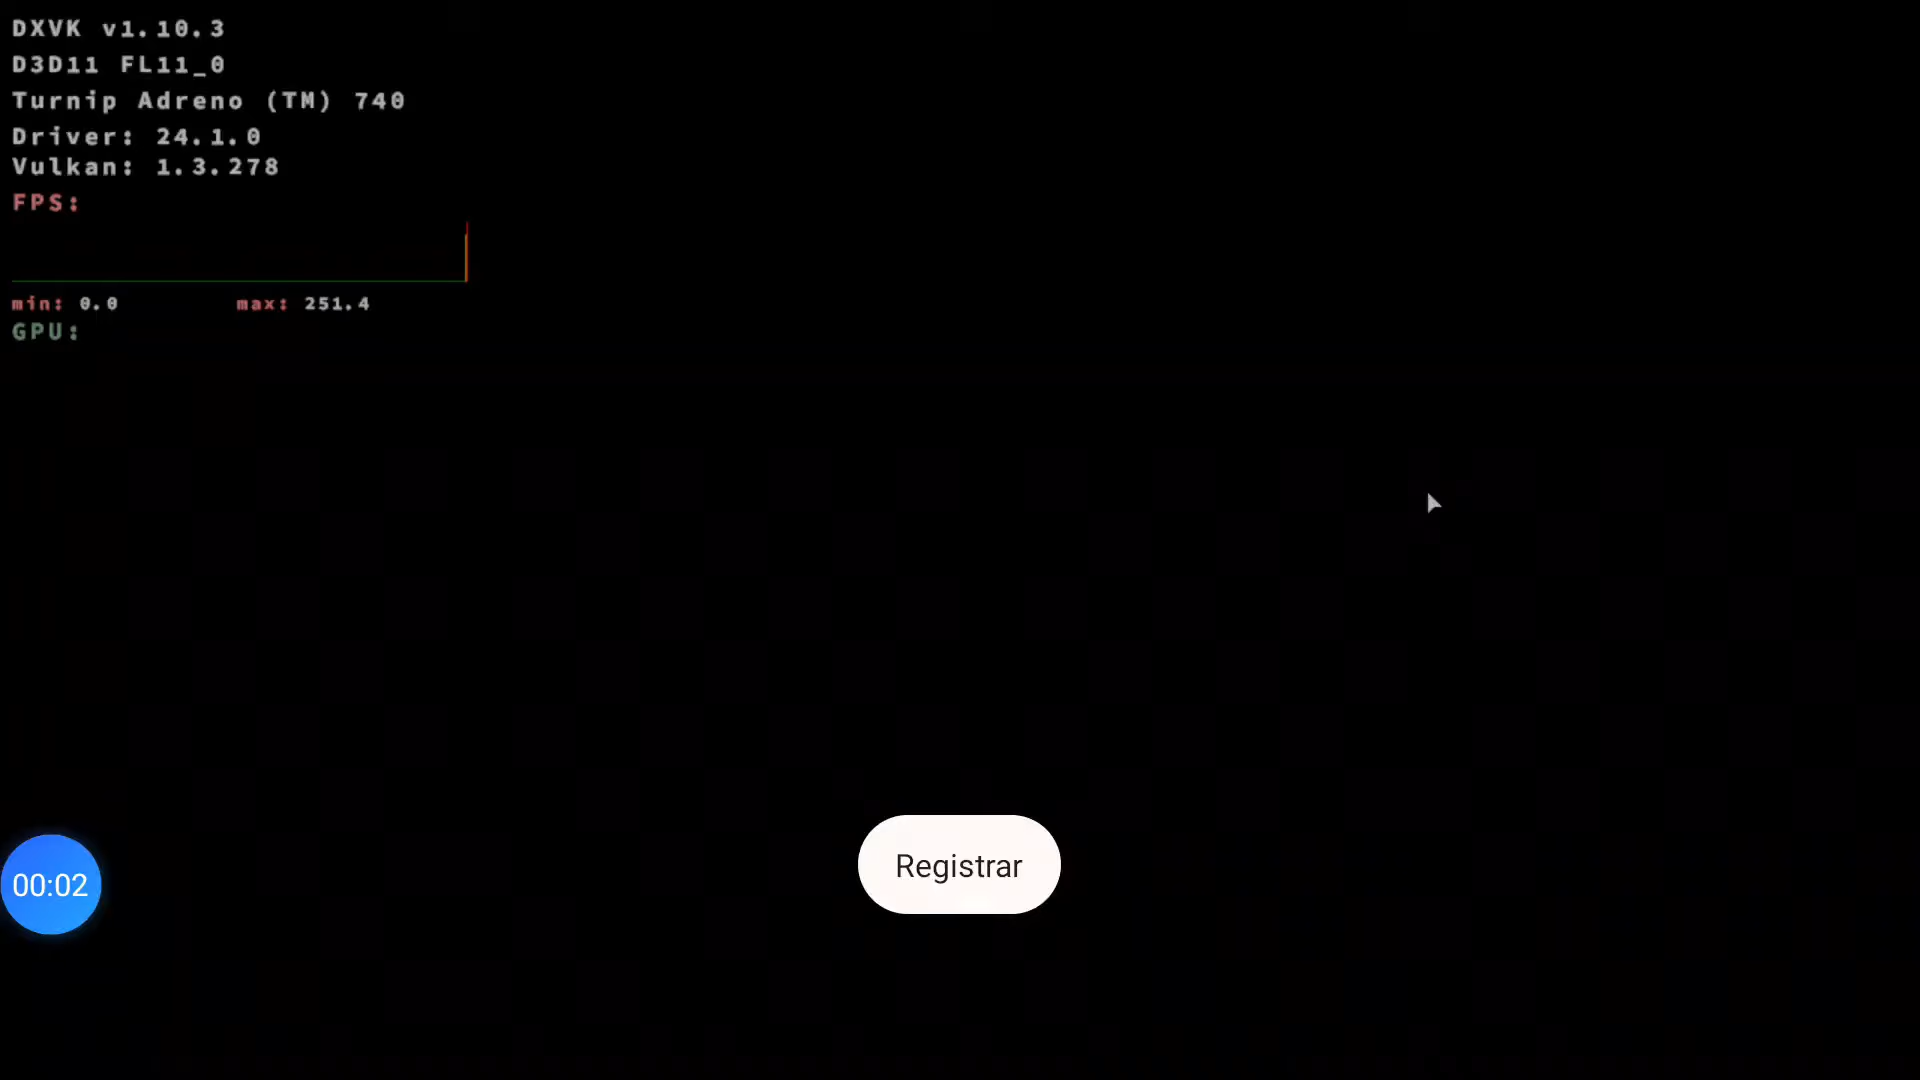 DXVK v1.10.3
D3D11 FL11_0
Turnip Adreno (TM) 740
Driver: 24.1.0
Vulkan: 1.3.278
FPS:
min: 0.0 max: 251.4
GPU:
Registrar
00:02